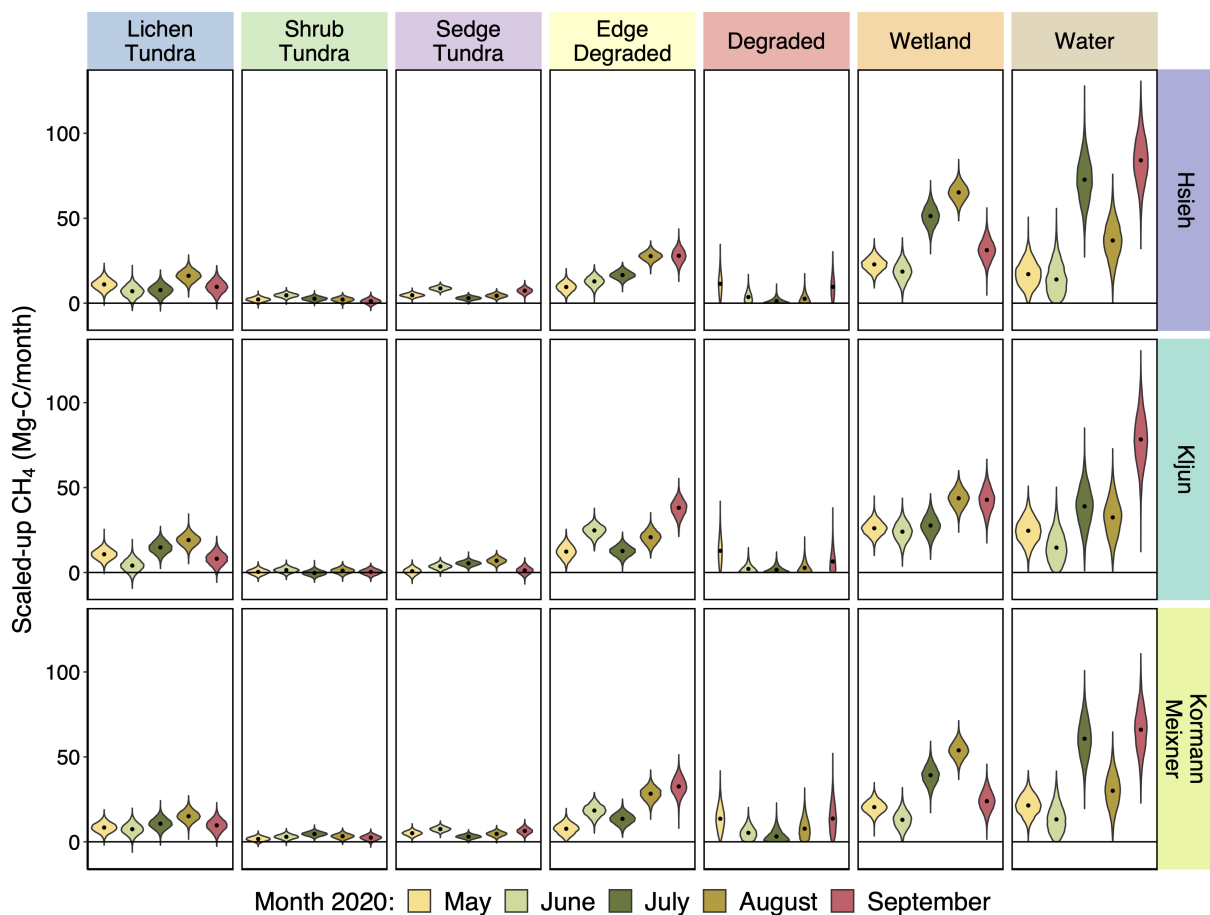 Lichen
Tundra
Shrub
Tundra
Sedge
Tundra
Edge
Degraded
Degraded
Wetland
Water
Scaled-up CH₄ (Mg-C/month)
100
50
0
Hsieh
100
50
0
Kljun
100
50
0
Kormann
Meixner
Month 2020: May June July August September